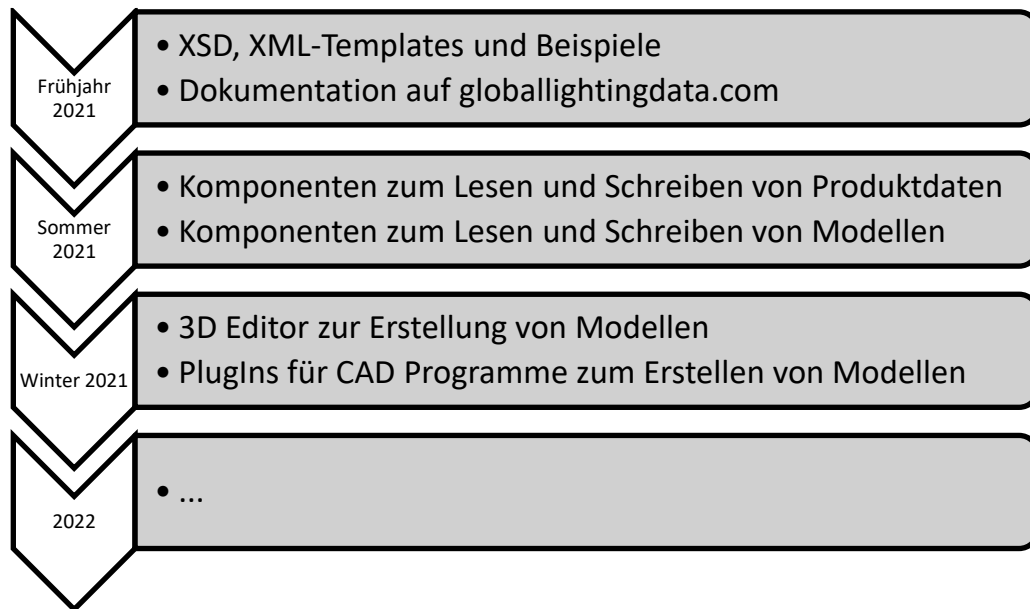 Frühjahr
2021
• XSD, XML-Templates und Beispiele
• Dokumentation auf globallightingdata.com
Sommer
2021
• Komponenten zum Lesen und Schreiben von Produktdaten
• Komponenten zum Lesen und Schreiben von Modellen
Winter 2021
• 3D Editor zur Erstellung von Modellen
• PlugIns für CAD Programme zum Erstellen von Modellen
2022
• ...